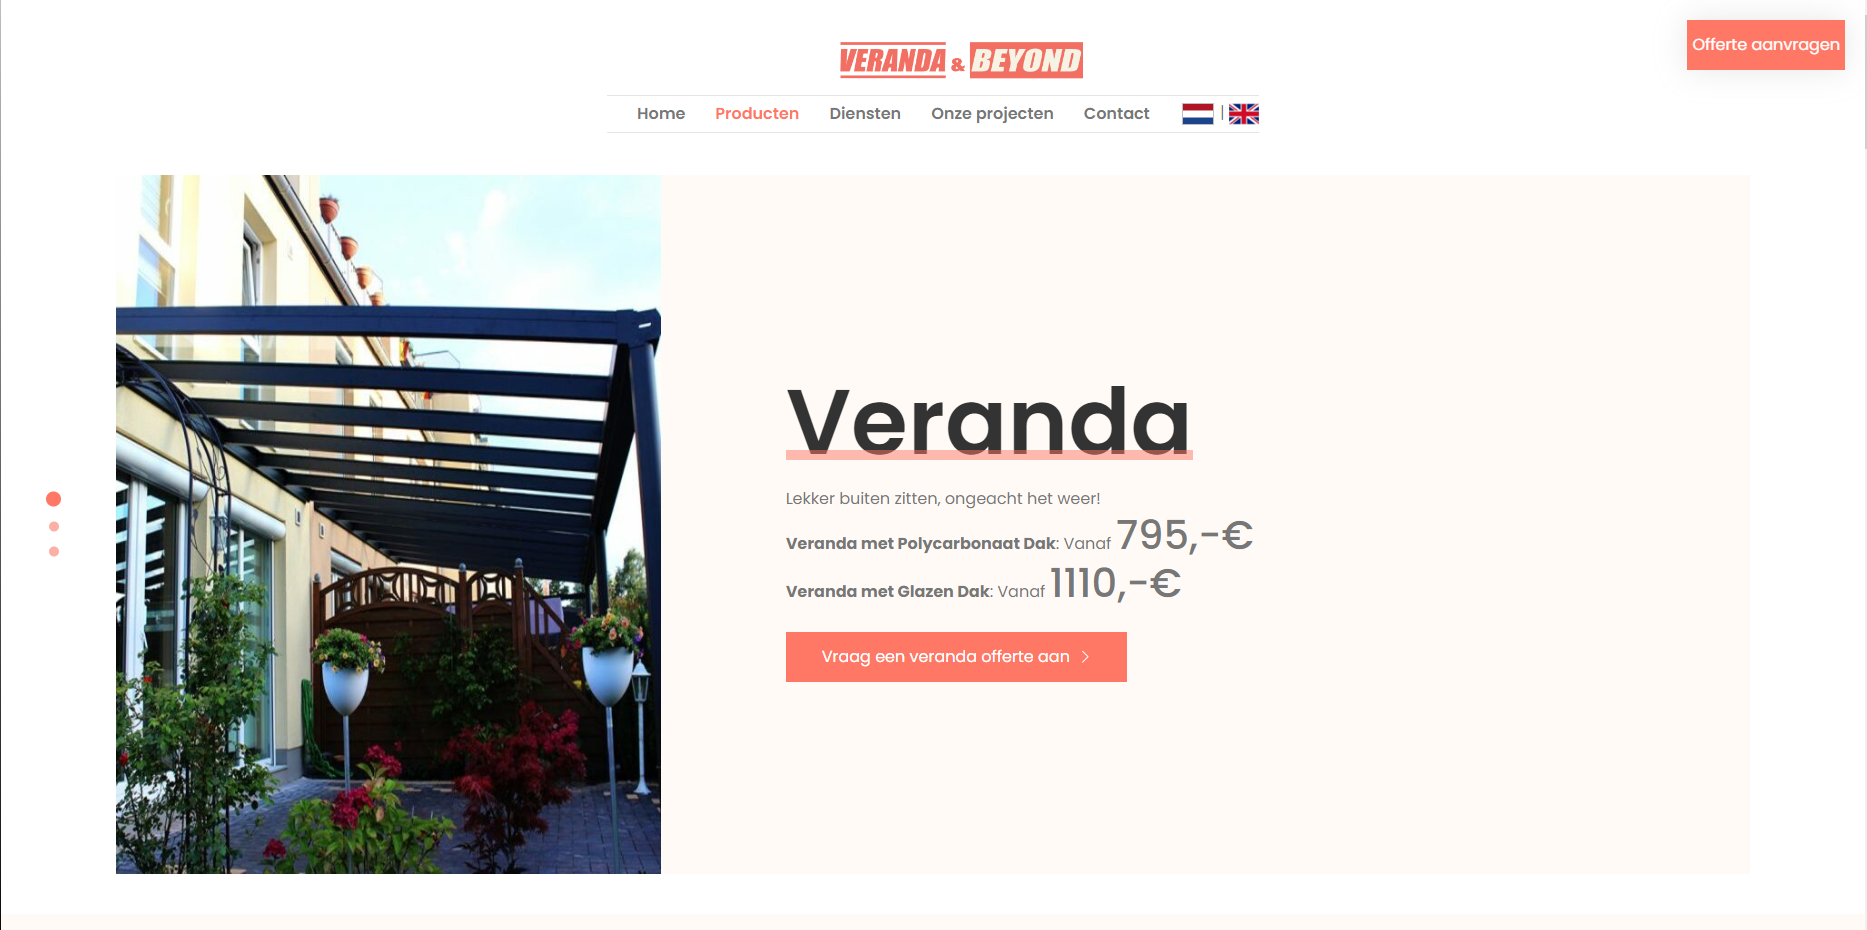 VERANDA & BEYOND
Offerte aanvragen
Home Producten Diensten Onze projecten Contact |
Veranda
Lekker buiten zitten, ongeacht het weer!
Veranda met Polycarbonaat Dak: Vanaf 795,-€
Veranda met Glazen Dak: Vanaf 1110,-€
Vraag een veranda offerte aan >